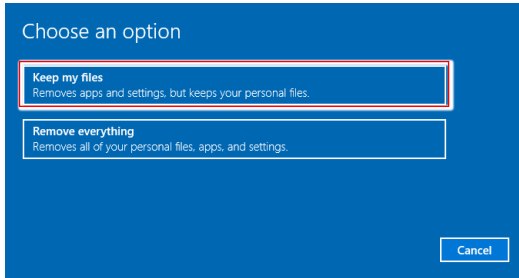 Choose an option
Keep my files
Removes apps and settings, but keeps your personal files.
Remove everything
Removes all of your personal files, apps, and settings.
Cancel